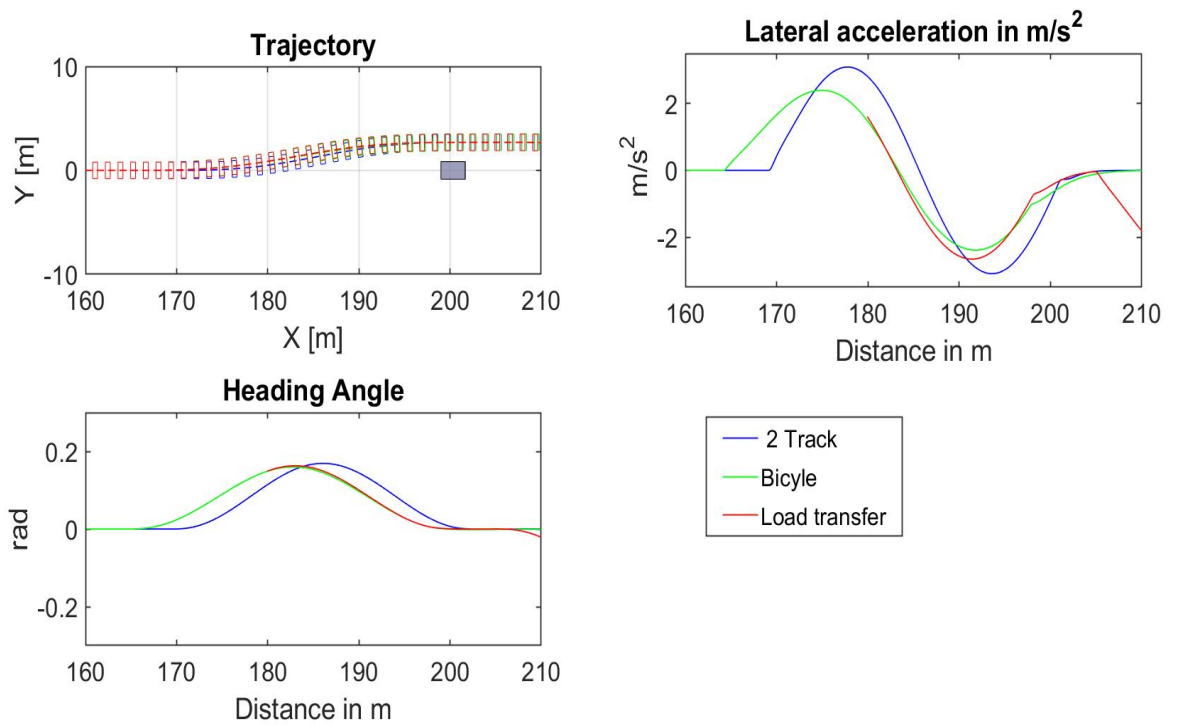 Trajectory
10
0
-10
Y [m]
160 170 180 190 200 210
X [m]
Lateral acceleration in m/s²
2
0
-2
m/s²
160 170 180 190 200 210
Distance in m
Heading Angle
0.2
0
-0.2
rad
160 170 180 190 200 210
Distance in m
2 Track
Bicyle
Load transfer